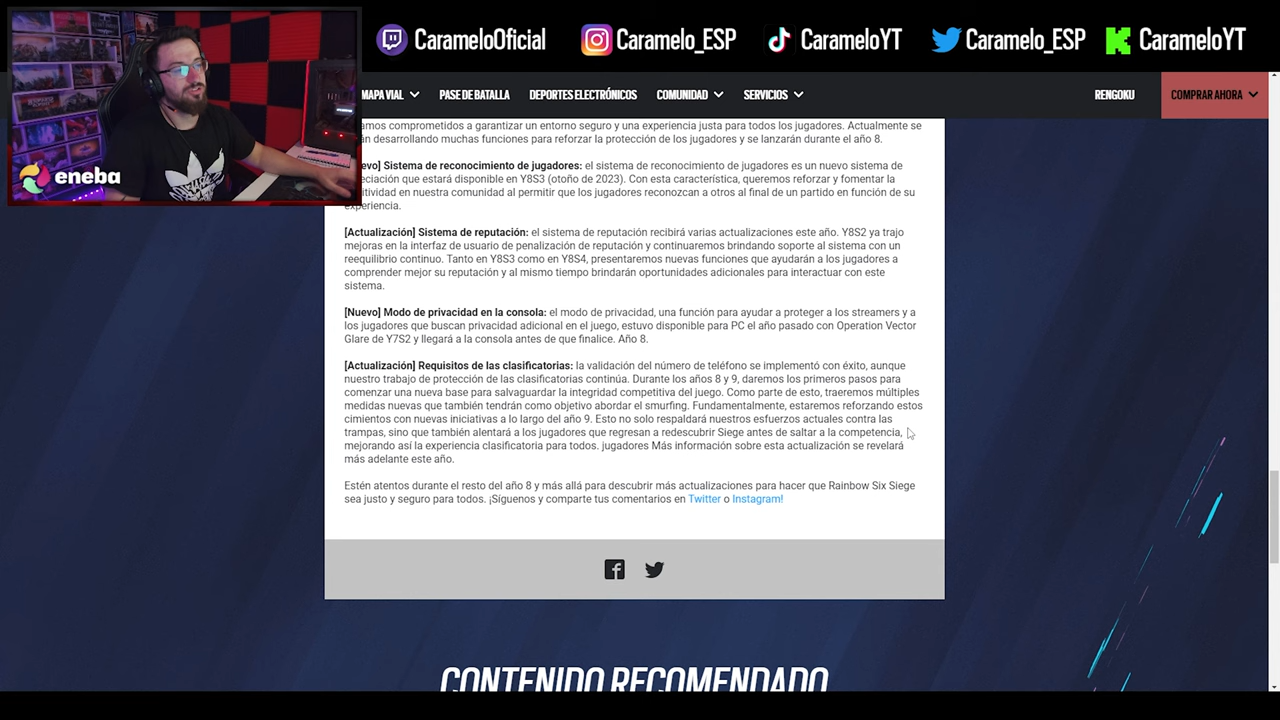 CarameloOficial
Caramelo_ESP
CarameloYT
Caramelo_ESP
CarameloYT
MAPA VIAL
PASE DE BATALLA
DEPORTES ELECTRÓNICOS
COMUNIDAD
SERVICIOS
RENGOKU
COMPRAR AHORA
eneba
comprometidos a garantizar un entorno seguro y una experiencia justa para todos los jugadores. Actualmente se
desarrollando muchas funciones para reforzar la protección de los jugadores y se lanzarán durante el año 8.
Sistema de reconocimiento de jugadores: el sistema de reconocimiento de jugadores es un nuevo sistema de
que estará disponible en Y8S3 (otoño de 2023). Con esta característica, queremos reforzar y fomentar la
en nuestra comunidad al permitir que los jugadores reconozcan a otros al final de un partido en función de su
experiencia.
[Actualización] Sistema de reputación: el sistema de reputación recibirá varias actualizaciones este año. Y8S2 ya trajo
mejoras en la interfaz de usuario de penalización de reputación y continuaremos brindando soporte al sistema con un
reequilibrio continuo. Tanto en Y8S3 como en Y8S4, presentaremos nuevas funciones que ayudarán a los jugadores a
comprender mejor su reputación y al mismo tiempo brindarán oportunidades adicionales para interactuar con este
sistema.
[Nuevo] Modo de privacidad en la consola: el modo de privacidad, una función para ayudar a proteger a los streamers y a
los jugadores que buscan privacidad adicional en el juego, estuvo disponible para PC el año pasado con Operation Vector
Glare de Y7S2 y llegará a la consola antes de que finalice. Año 8.
[Actualización] Requisitos de las clasificatorias: la validación del número de teléfono se implementó con éxito, aunque
nuestro trabajo de protección de las clasificatorias continúa. Durante los años 8 y 9, daremos los primeros pasos para
comenzar una nueva base para salvaguardar la integridad competitiva del juego. Como parte de esto, traeremos múltiples
medidas nuevas que también tendrán como objetivo abordar el smurfing. Fundamentalmente, estaremos reforzando estos
cimientos con nuevas iniciativas a lo largo del año 9. Esto no solo respaldará nuestros esfuerzos actuales contra las
trampas, sino que también alentará a los jugadores que regresan a redescubrir Siege antes de saltar a la competencia,
mejorando así la experiencia clasificatoria para todos. jugadores Más información sobre esta actualización se revelará
más adelante este año.
Estén atentos durante el resto del año 8 y más allá para descubrir más actualizaciones para hacer que Rainbow Six Siege
sea justo y seguro para todos. ¡Síguenos y comparte tus comentarios en Twitter o Instagram!
CONTENIDO RECOMENDADO